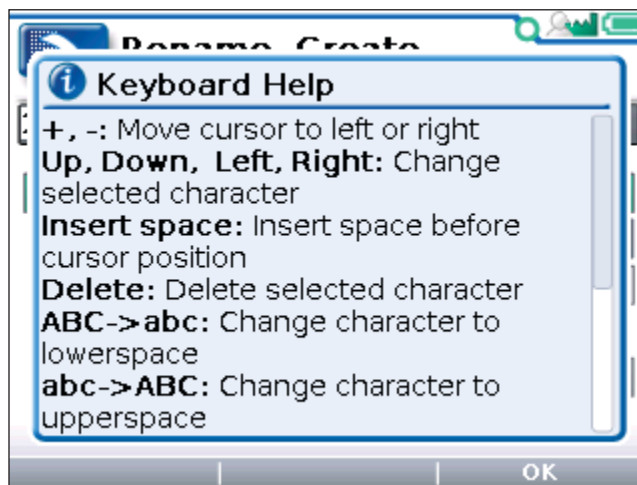 Rename, Create
Keyboard Help
+, -: Move cursor to left or right
Up, Down, Left, Right: Change
selected character
Insert space: Insert space before
cursor position
Delete: Delete selected character
ABC->abc: Change character to
lowerspace
abc->ABC: Change character to
upperspace
OK